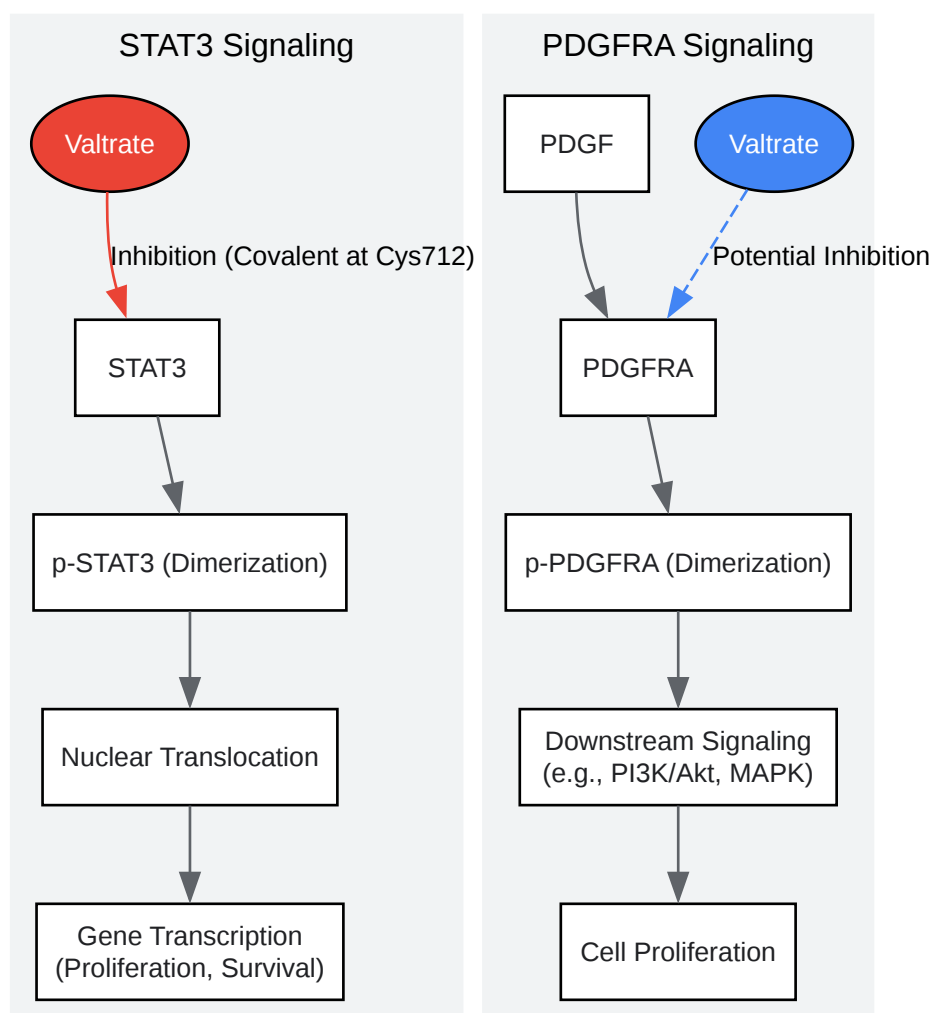 STAT3 Signaling
Valtrate
Inhibition (Covalent at Cys712)
STAT3
p-STAT3 (Dimerization)
Nuclear Translocation
Gene Transcription
(Proliferation, Survival)
PDGFRA Signaling
PDGF
Valtrate
Potential Inhibition
PDGFRA
p-PDGFRA (Dimerization)
Downstream Signaling
(e.g., PI3K/Akt, MAPK)
Cell Proliferation